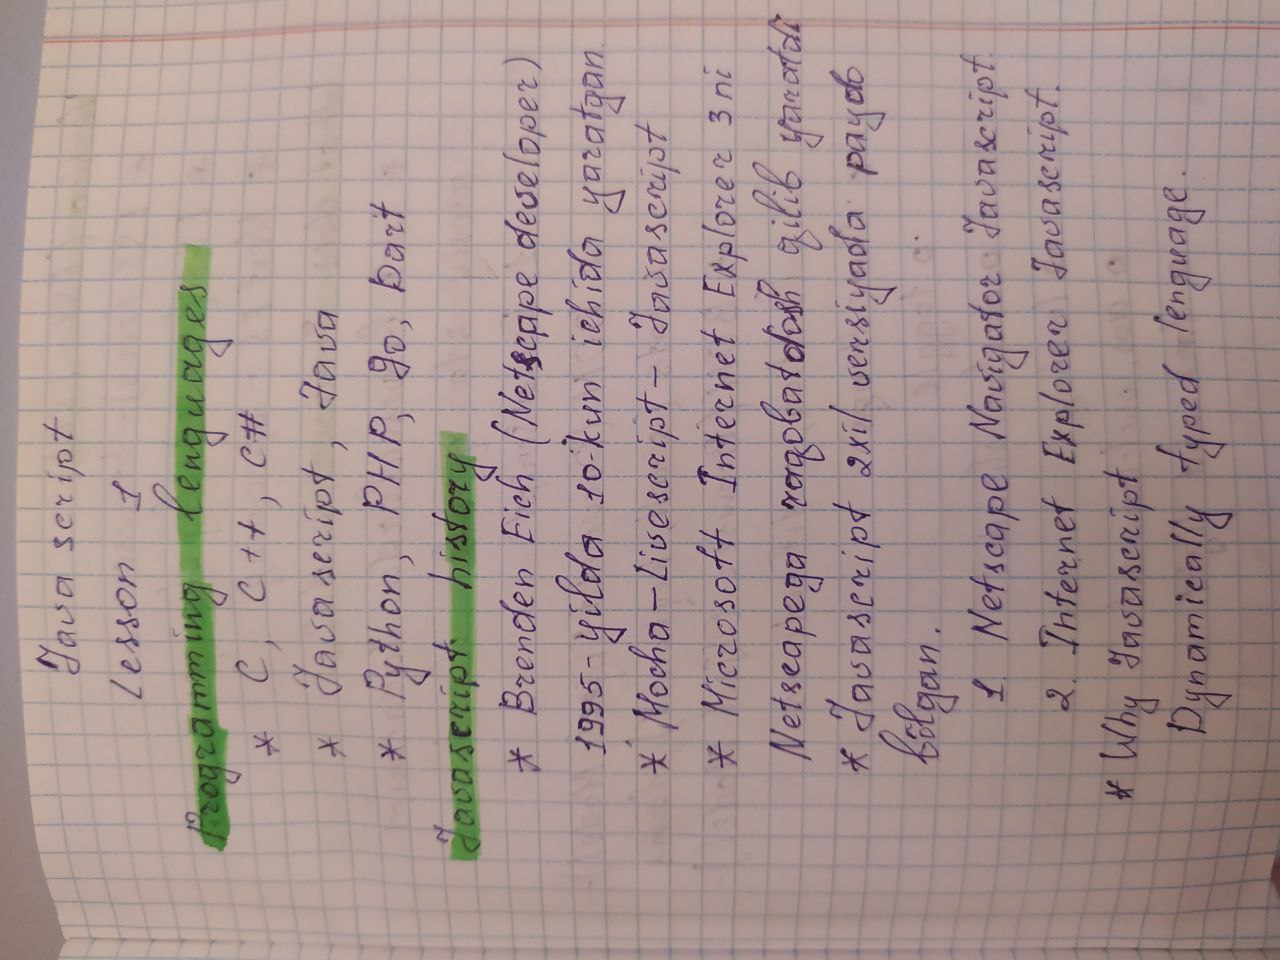 Javascript
Lesson 1
Programming lenguages
* C, C++, C#
* Javascript, Java
* Python, PHP, go, Dart
Javascript history
* Brenden Eich (Netscape developer)
1995-yilda 10-kun ichida yaratgan
* Mocha - Livescript - Javascript
* Microsoft Internet Explorer 3 ni
Netscapega raqobatdosh qilib yaratdi
* Javascript 2xil versiyada paydo
bo'lgan.
1. Netscape Navigator Javascript
2. Internet Explorer Javascript.
* Why Javascript
Dynamically typed lenguage.